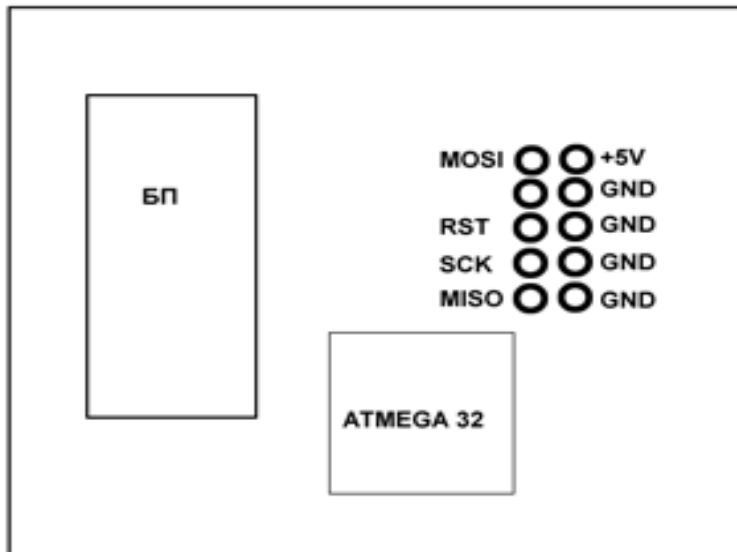 MOSI +5V
GND
БП
RST GND
SCK GND
MISO GND
ATMEGA 32